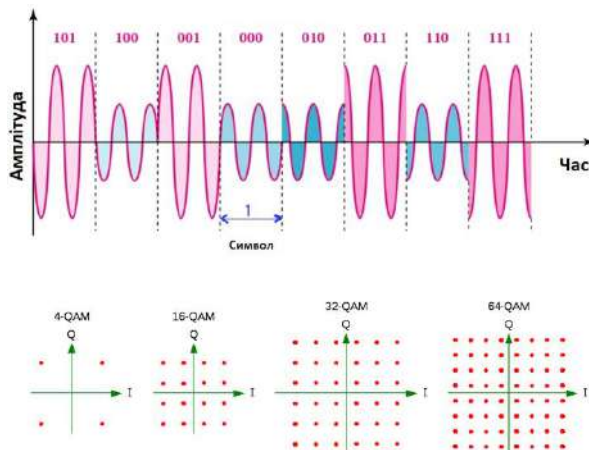 101 100 001 000 010 011 110 111
Амплітуда
Час
1
Символ
4-QAM
Q
I
16-QAM
Q
I
32-QAM
Q
I
64-QAM
Q
I